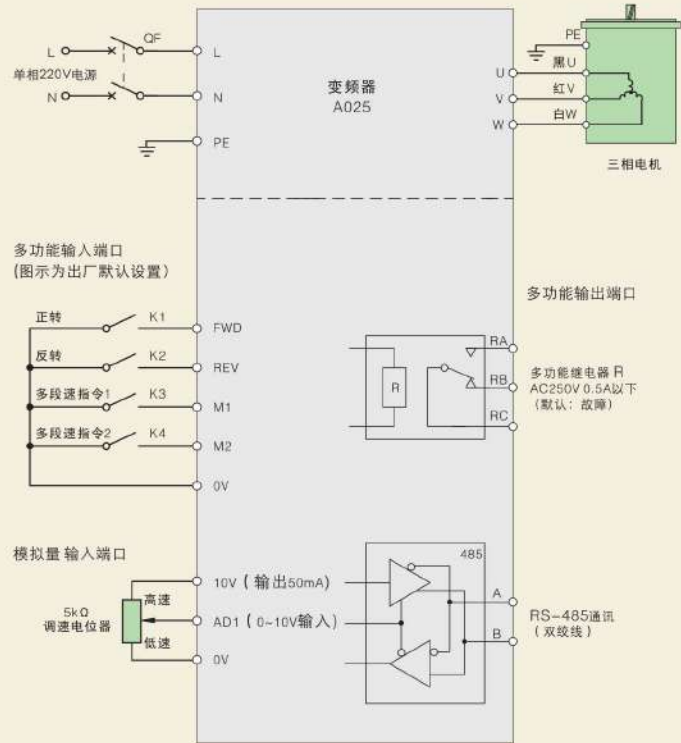 L
QF
L
单相220V电源
N
N
PE
变频器
A025
PE
U
黑U
V
红V
W
白W
三相电机
多功能输入端口
(图示为出厂默认设置）
正转
K1
FWD
反转
K2
REV
多段速指令1
K3
M1
多段速指令2
K4
M2
0V
多功能输出端口
R
RA
RB
RC
多功能继电器 R
AC250V 0.5A以下
（默认：故障）
模拟量 输入端口
10V（ 输出50mA）
高速
5kΩ
调速电位器
AD1（ 0~10V输入）
低速
0V
485
A
B
RS-485通讯
（ 双绞线）